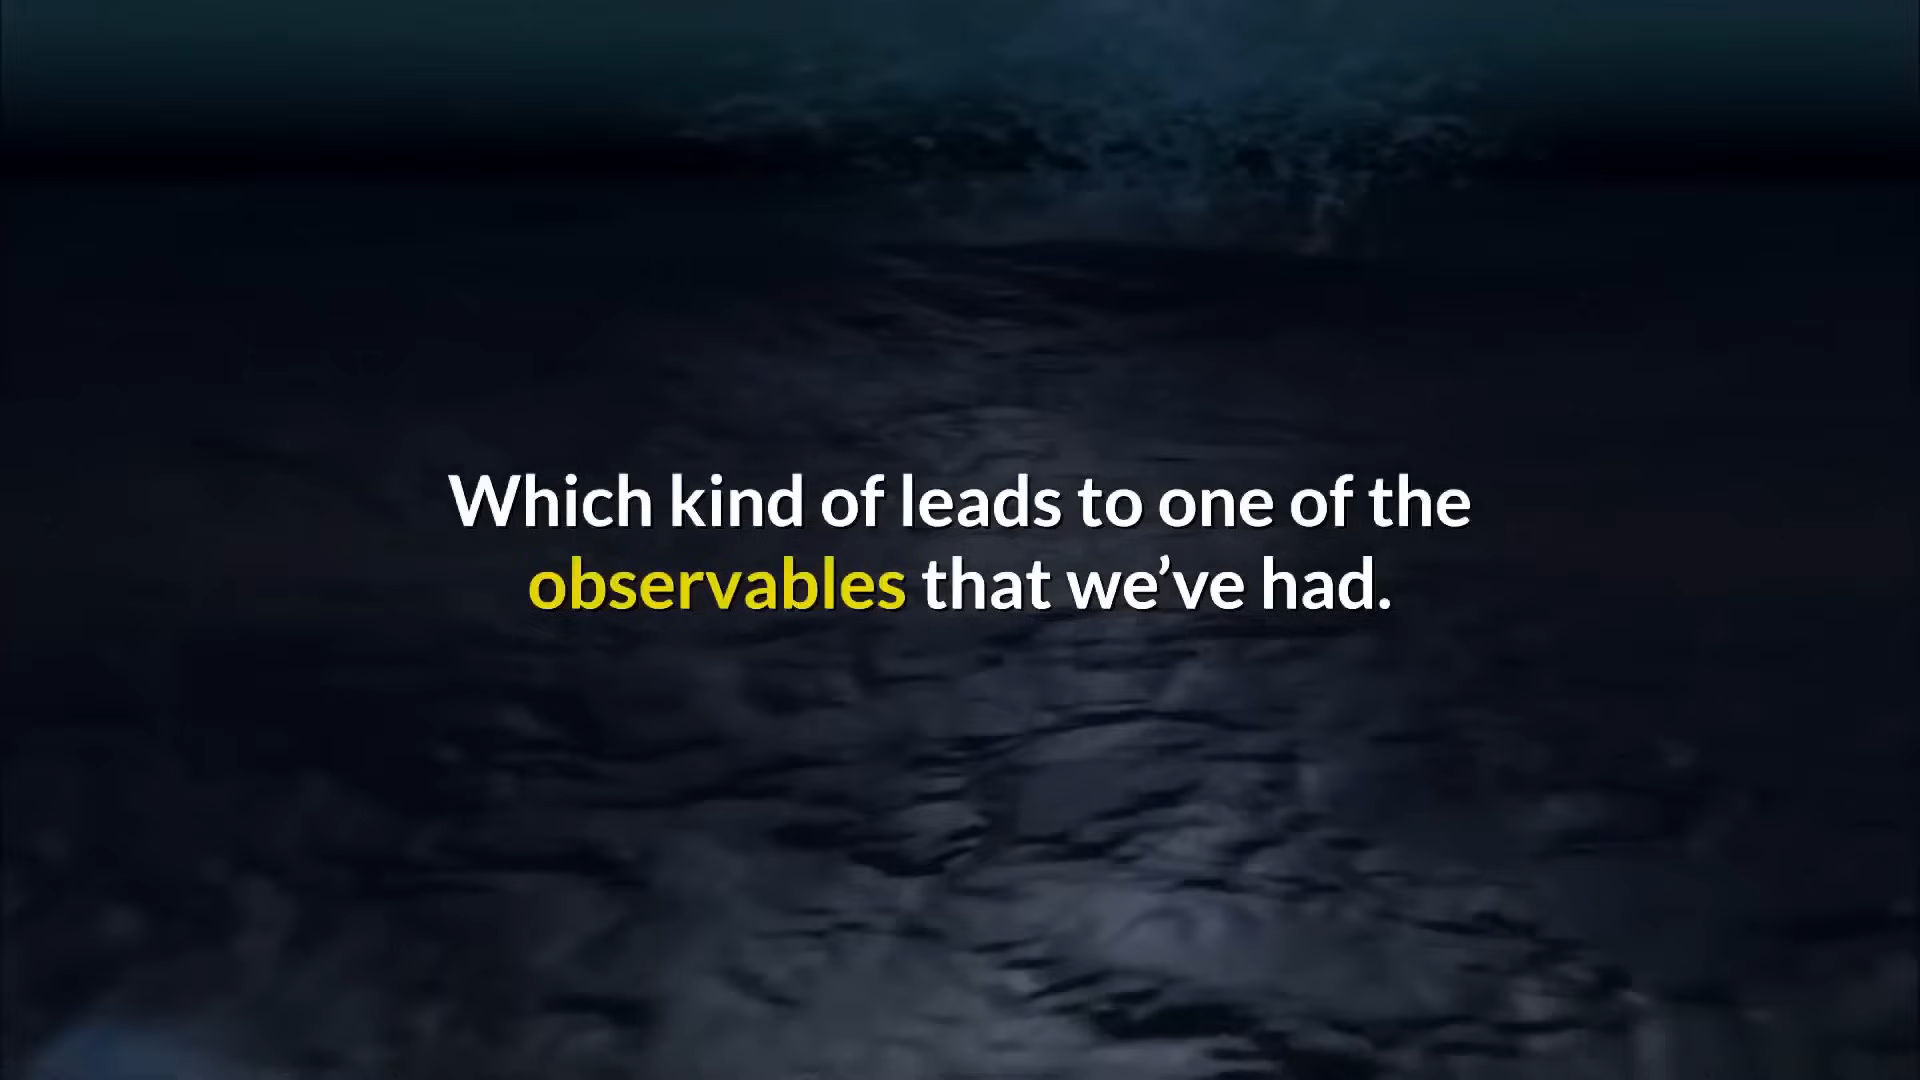 Which kind of leads to one of the
observables that we’ve had.